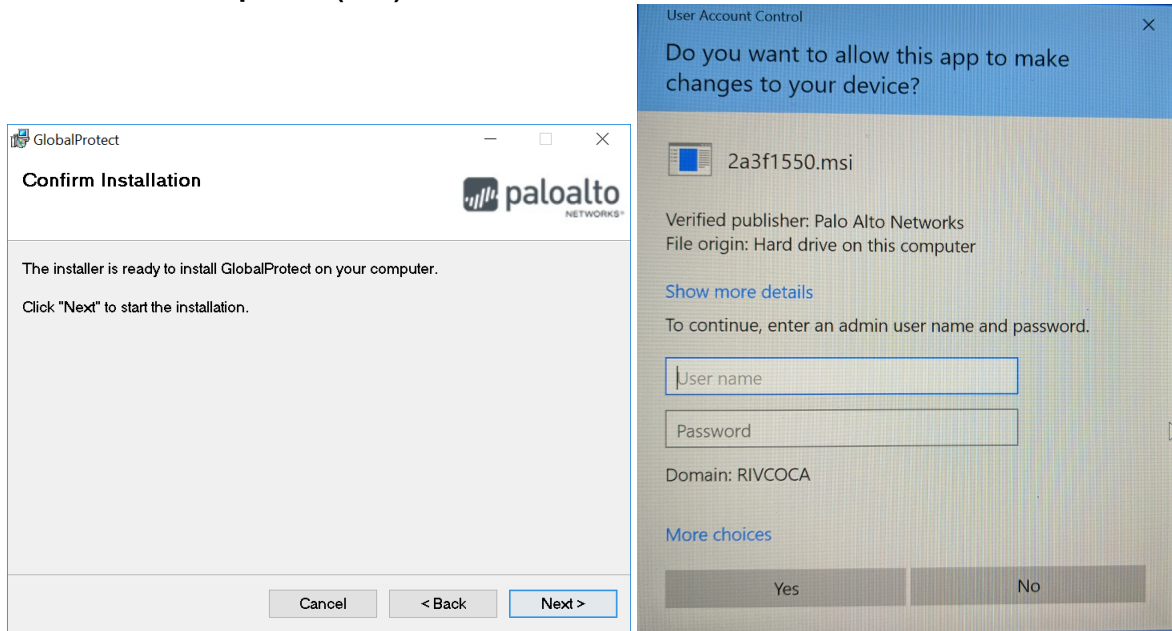 GlobalProtect
Confirm Installation
paloalto
NETWORKS®
The installer is ready to install GlobalProtect on your computer.
Click "Next" to start the installation.
Cancel
< Back
Next >
User Account Control
Do you want to allow this app to make
changes to your device?
2a3f1550.msi
Verified publisher: Palo Alto Networks
File origin: Hard drive on this computer
Show more details
To continue, enter an admin user name and password.
User name
Password
Domain: RIVCOCA
More choices
Yes
No